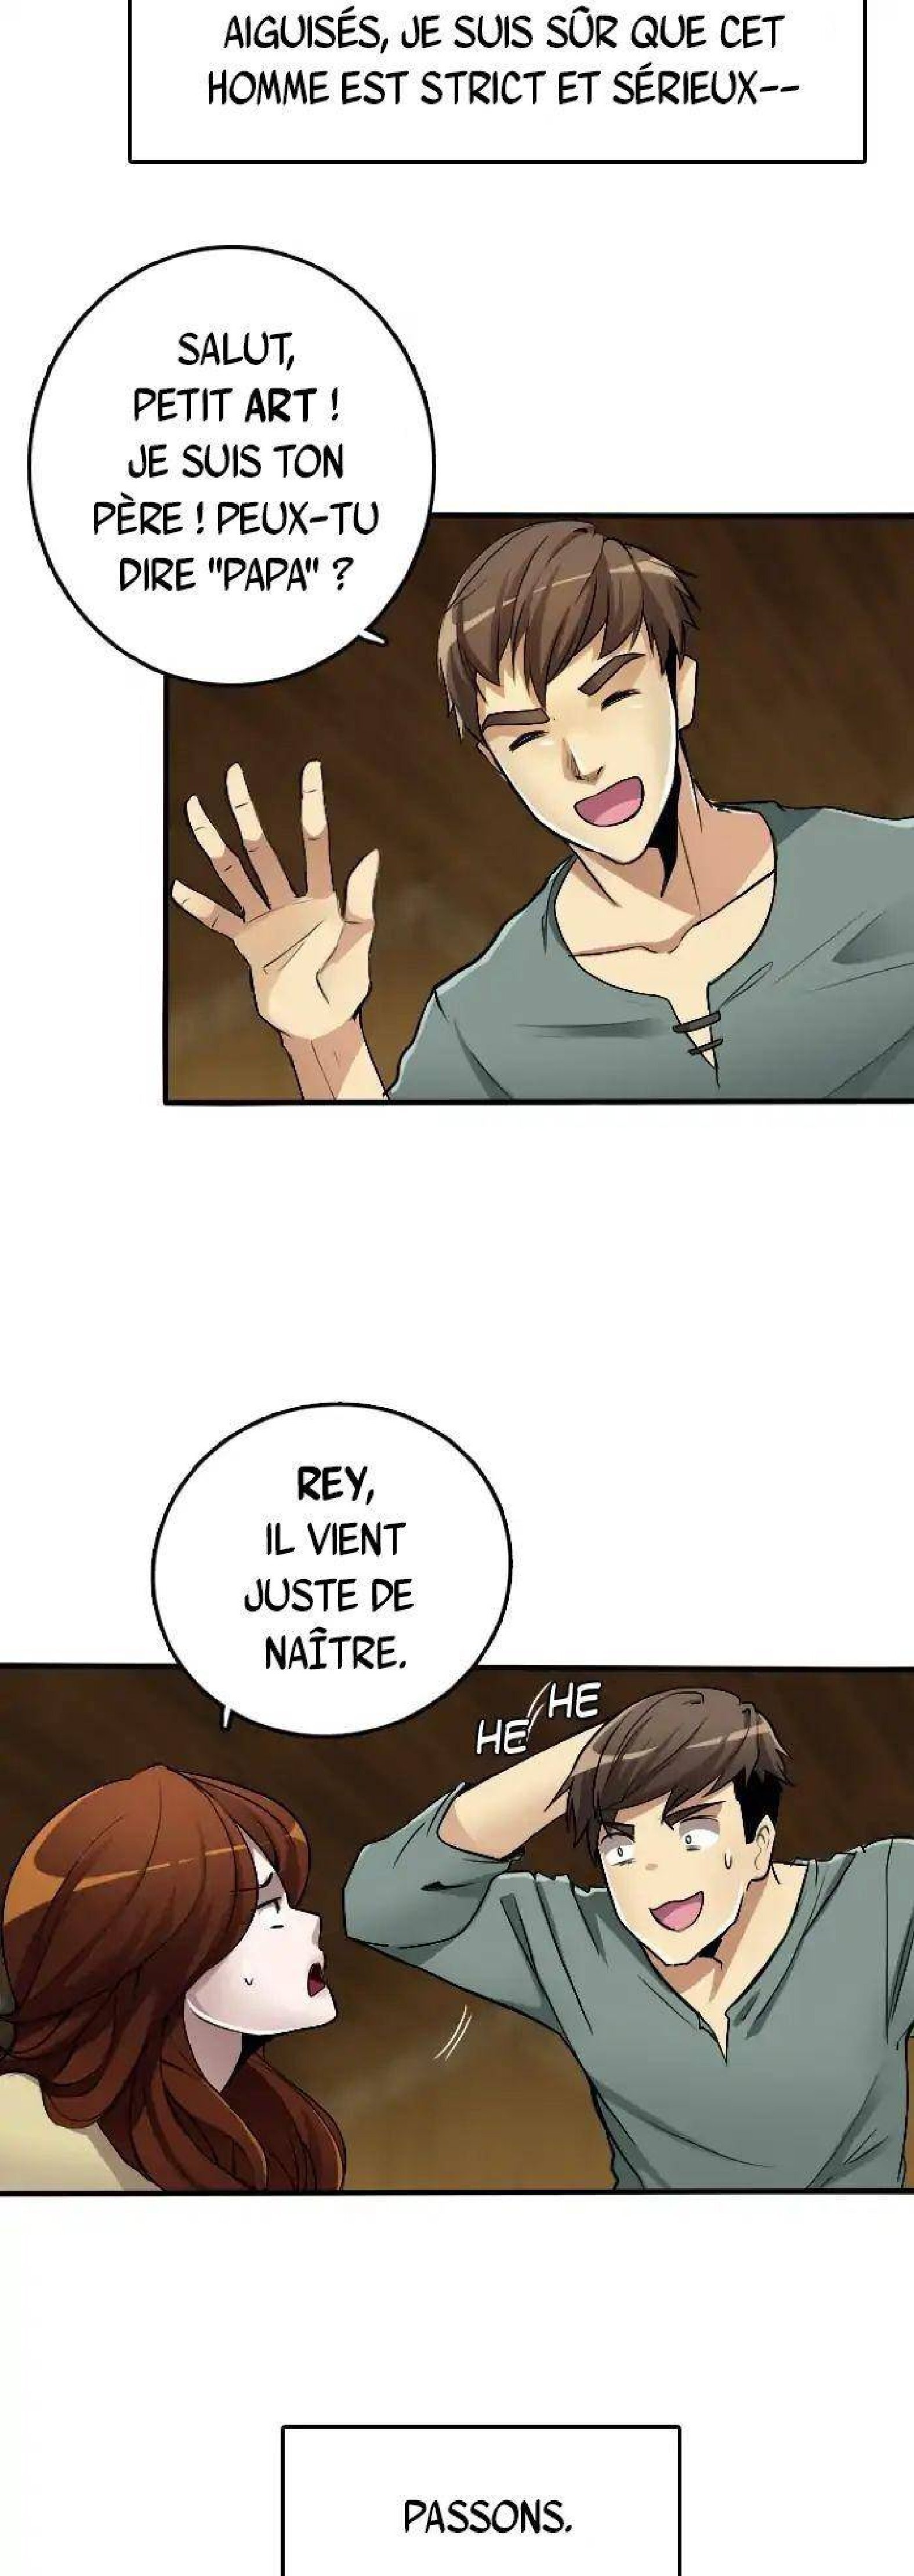 AIGUISÉS, JE SUIS SÛR QUE CET
HOMME EST STRICT ET SÉRIEUX--
SALUT,
PETIT ART !
JE SUIS TON
PÈRE ! PEUX-TU
DIRE "PAPA" ?
REY,
IL VIENT
JUSTE DE
NAÎTRE.
HE HE
PASSONS.